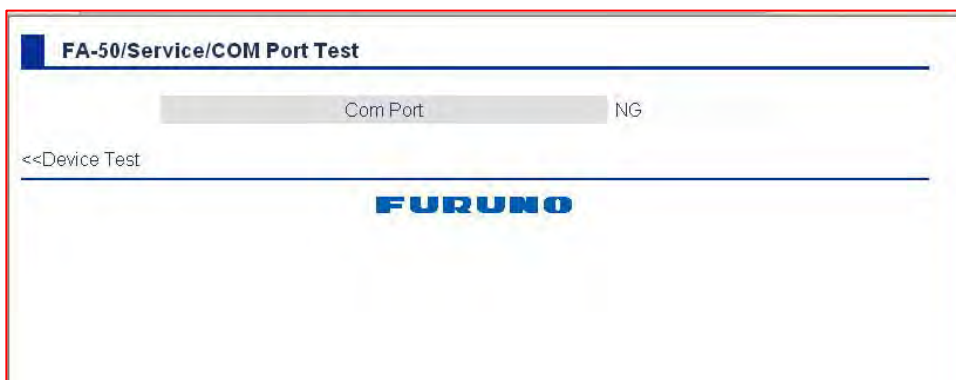 FA-50/Service/COM Port Test
Com Port NG
<<Device Test
FURUNO